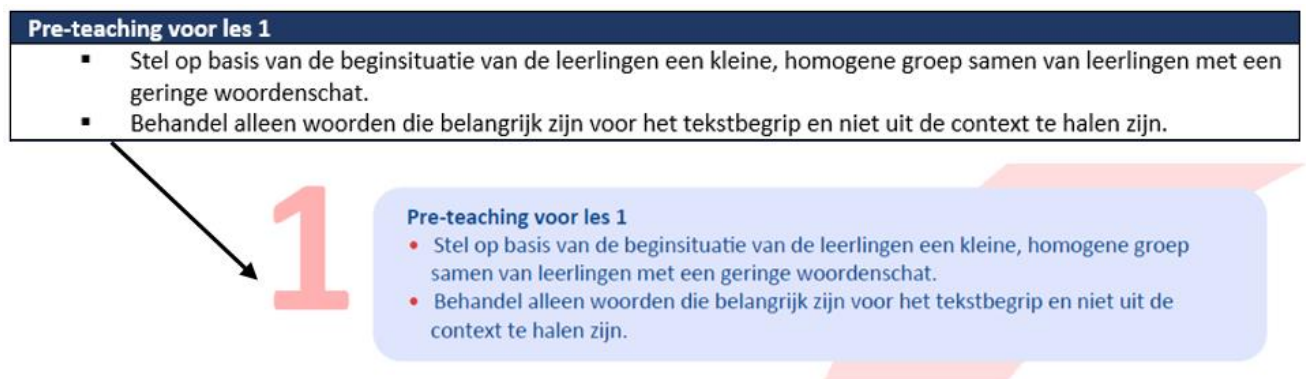 Pre-teaching voor les 1
▪ Stel op basis van de beginsituatie van de leerlingen een kleine, homogene groep samen van leerlingen met een
geringe woordenschat.
▪ Behandel alleen woorden die belangrijk zijn voor het tekstbegrip en niet uit de context te halen zijn.
1
Pre-teaching voor les 1
• Stel op basis van de beginsituatie van de leerlingen een kleine, homogene groep
samen van leerlingen met een geringe woordenschat.
• Behandel alleen woorden die belangrijk zijn voor het tekstbegrip en niet uit de
context te halen zijn.